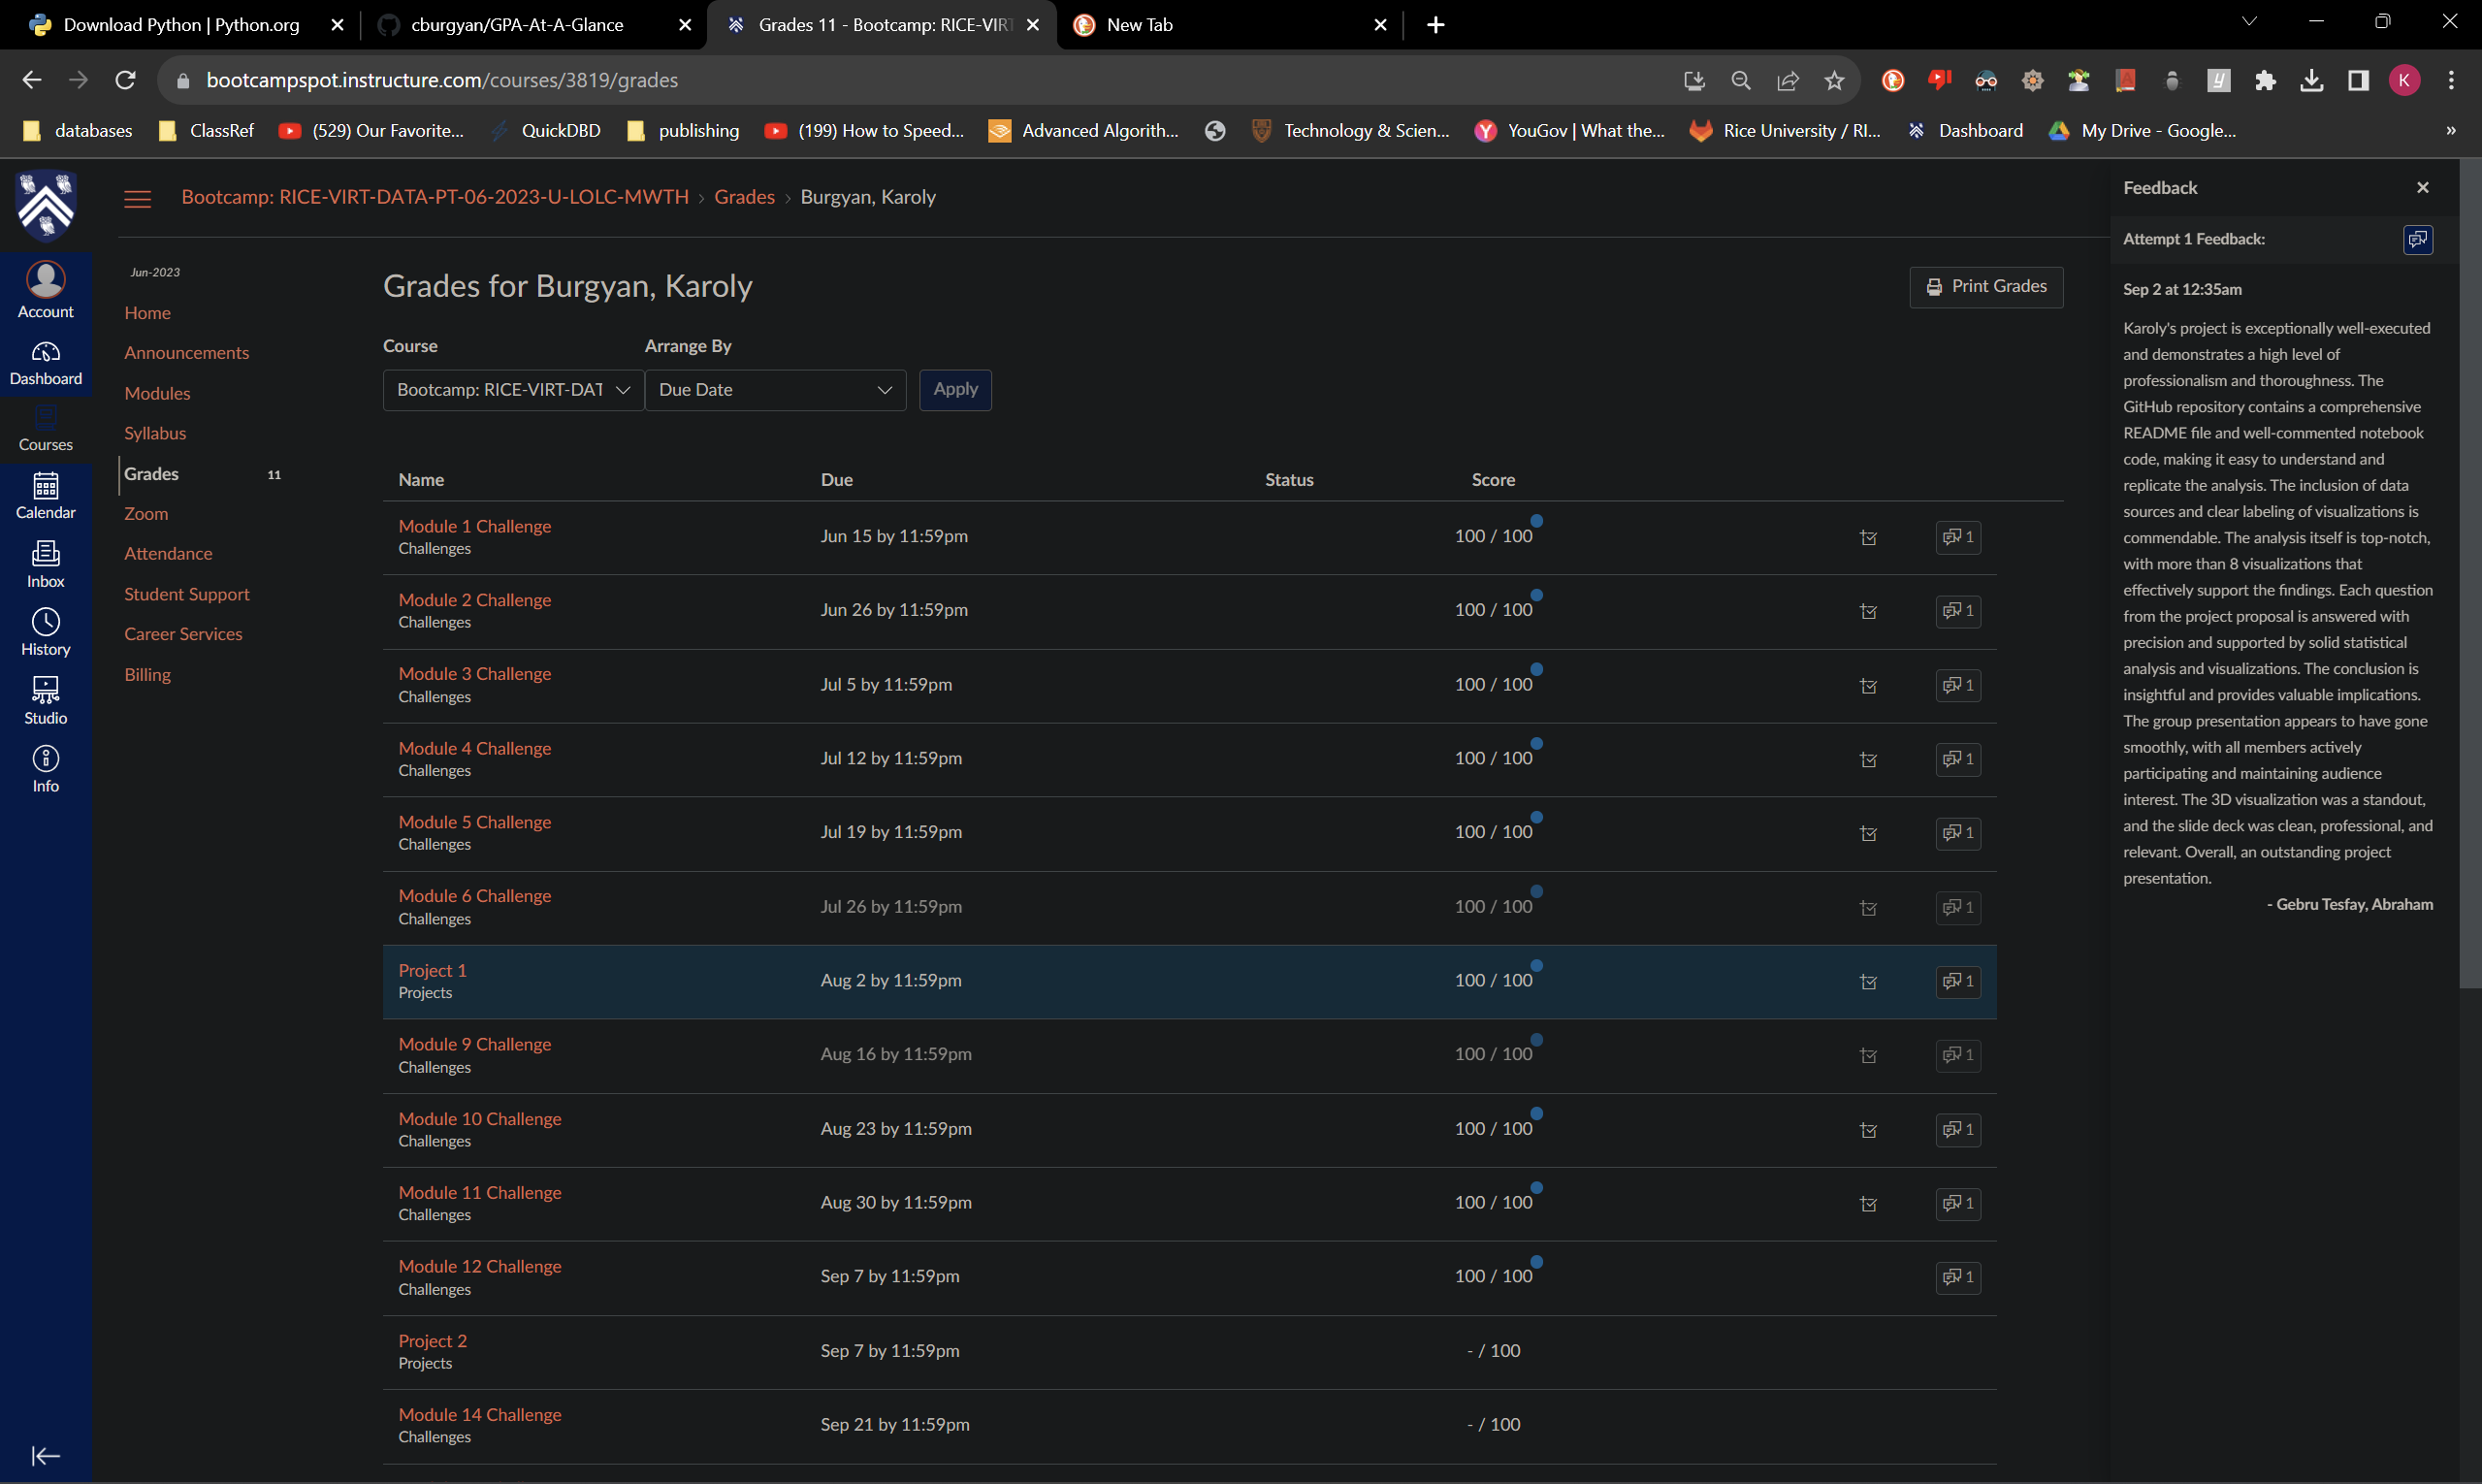 Download Python | Python.org
cburgyan/GPA-At-A-Glance
Grades 11 - Bootcamp: RICE-VIRT
New Tab
bootcampspot.instructure.com/courses/3819/grades
K
databases
ClassRef
(529) Our Favorite...
QuickDBD
publishing
(199) How to Speed...
Advanced Algorith...
Technology & Scien...
YouGov | What the...
Rice University / RI...
Dashboard
My Drive - Google...
»
Bootcamp: RICE-VIRT-DATA-PT-06-2023-U-LOLC-MWTH › Grades › Burgyan, Karoly
Account
Dashboard
Courses
Calendar
Inbox
History
Studio
Info
Jun-2023
Home
Announcements
Modules
Syllabus
Grades 11
Zoom
Attendance
Student Support
Career Services
Billing
Grades for Burgyan, Karoly
Print Grades
Course Arrange By
Bootcamp: RICE-VIRT-DAT Due Date Apply
Name Due Status Score
Module 1 Challenge
Challenges
Jun 15 by 11:59pm 100 / 100 1
Module 2 Challenge
Challenges
Jun 26 by 11:59pm 100 / 100 1
Module 3 Challenge
Challenges
Jul 5 by 11:59pm 100 / 100 1
Module 4 Challenge
Challenges
Jul 12 by 11:59pm 100 / 100 1
Module 5 Challenge
Challenges
Jul 19 by 11:59pm 100 / 100 1
Module 6 Challenge
Challenges
Jul 26 by 11:59pm 100 / 100 1
Project 1
Projects
Aug 2 by 11:59pm 100 / 100 1
Module 9 Challenge
Challenges
Aug 16 by 11:59pm 100 / 100 1
Module 10 Challenge
Challenges
Aug 23 by 11:59pm 100 / 100 1
Module 11 Challenge
Challenges
Aug 30 by 11:59pm 100 / 100 1
Module 12 Challenge
Challenges
Sep 7 by 11:59pm 100 / 100 1
Project 2
Projects
Sep 7 by 11:59pm - / 100
Module 14 Challenge
Challenges
Sep 21 by 11:59pm - / 100
Feedback
Attempt 1 Feedback:
Sep 2 at 12:35am
Karoly's project is exceptionally well-executed
and demonstrates a high level of
professionalism and thoroughness. The
GitHub repository contains a comprehensive
README file and well-commented notebook
code, making it easy to understand and
replicate the analysis. The inclusion of data
sources and clear labeling of visualizations is
commendable. The analysis itself is top-notch,
with more than 8 visualizations that
effectively support the findings. Each question
from the project proposal is answered with
precision and supported by solid statistical
analysis and visualizations. The conclusion is
insightful and provides valuable implications.
The group presentation appears to have gone
smoothly, with all members actively
participating and maintaining audience
interest. The 3D visualization was a standout,
and the slide deck was clean, professional, and
relevant. Overall, an outstanding project
presentation.
- Gebru Tesfay, Abraham